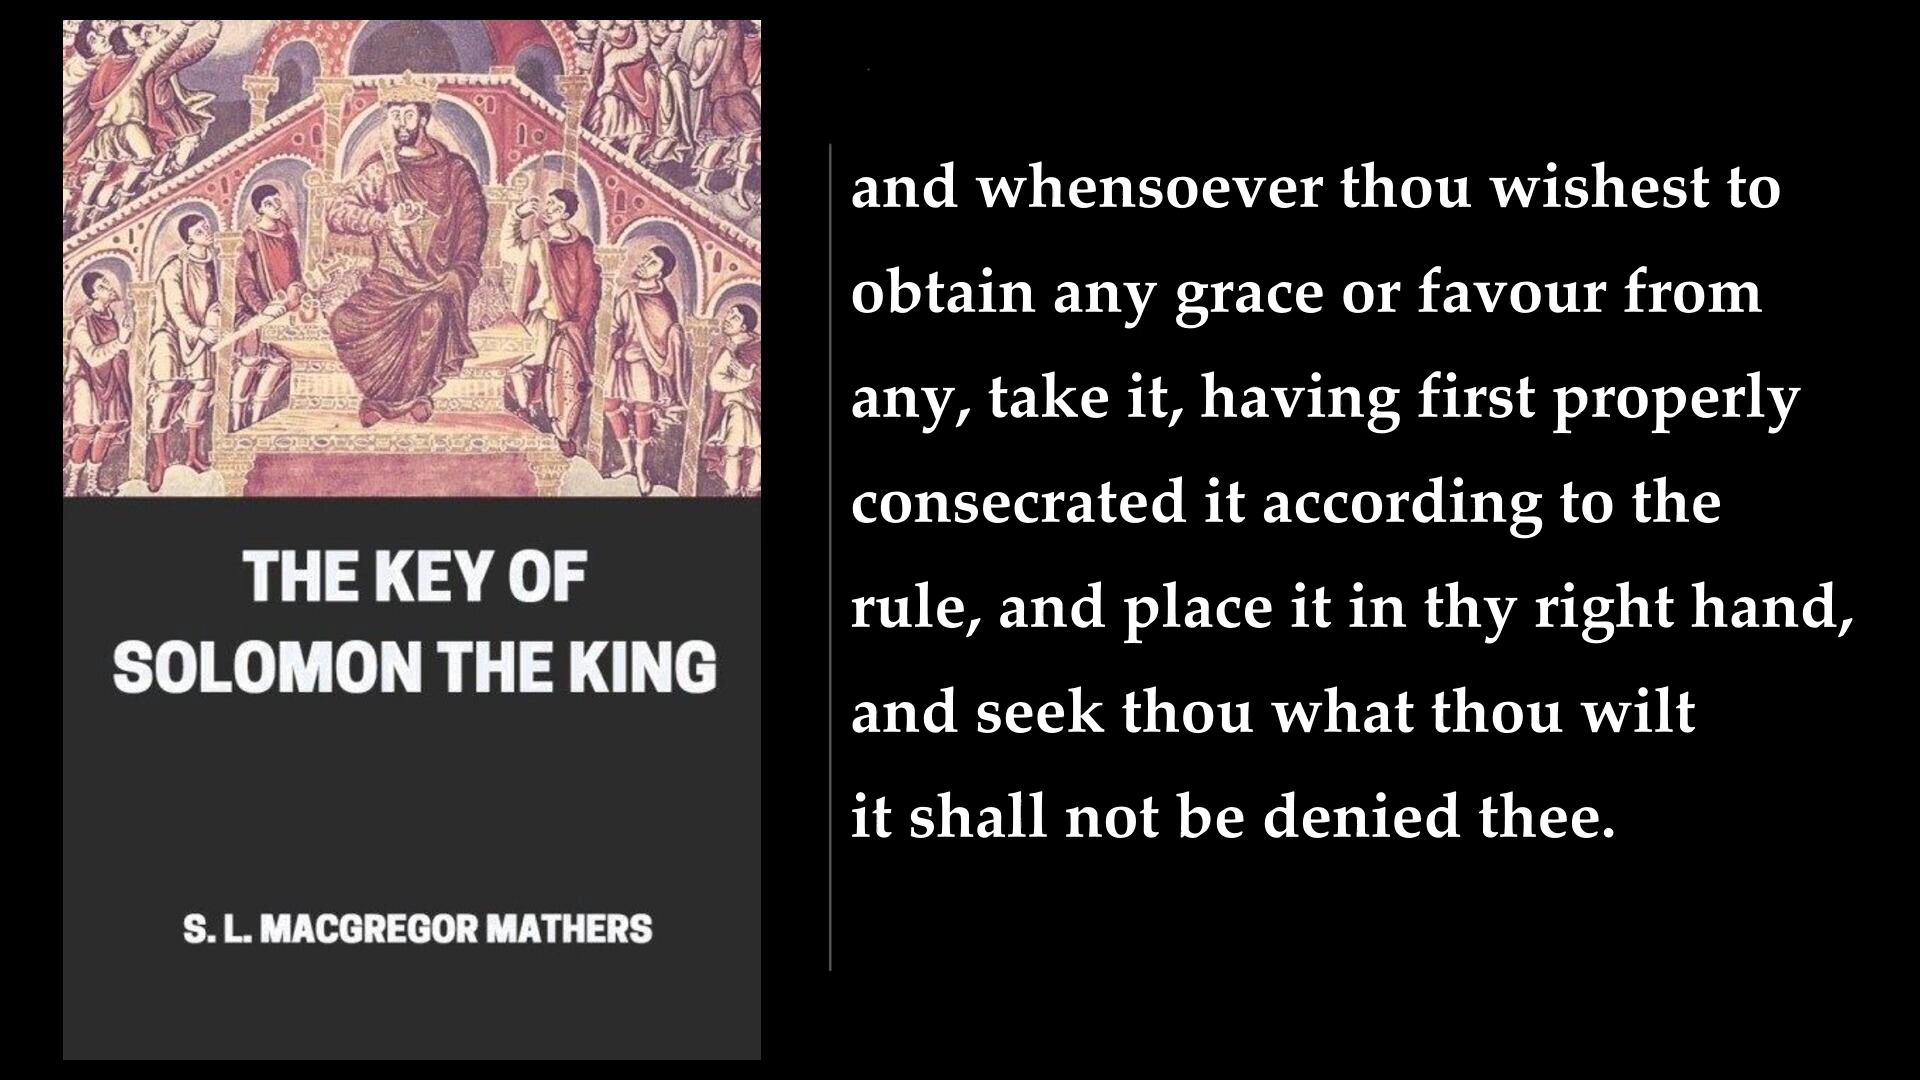 THE KEY OF
SOLOMON THE KING
S. L. MACGREGOR MATHERS
and whensoever thou wishest to
obtain any grace or favour from
any, take it, having first properly
consecrated it according to the
rule, and place it in thy right hand,
and seek thou what thou wilt
it shall not be denied thee.